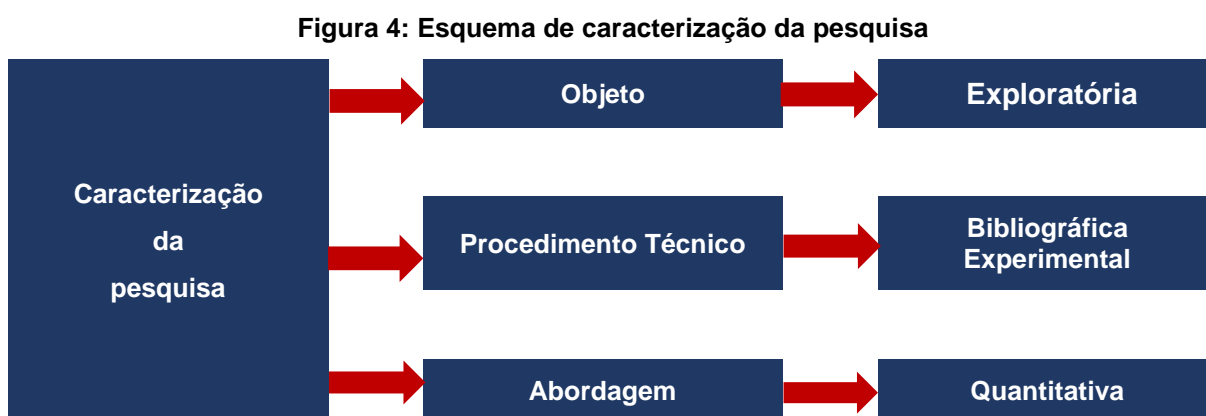 Figura 4: Esquema de caracterização da pesquisa
Caracterização
da
pesquisa
Objeto
Exploratória
Procedimento Técnico
Bibliográfica
Experimental
Abordagem
Quantitativa